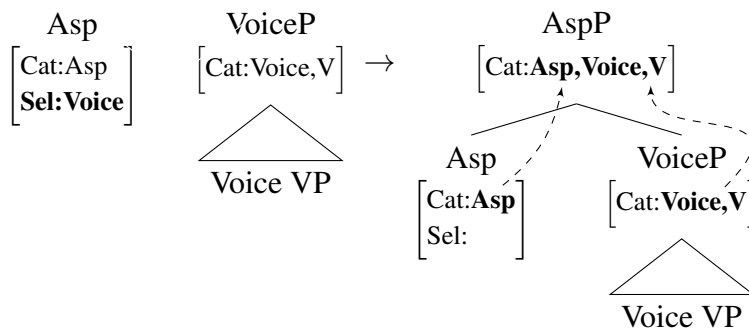 Asp VoiceP AspP
[Cat:Asp [Cat:Voice,V] → [Cat:Asp,Voice,V]
Sel:Voice]
Voice VP
Asp VoiceP
[Cat:Asp [Cat:Voice,V]
Sel: ]
Voice VP